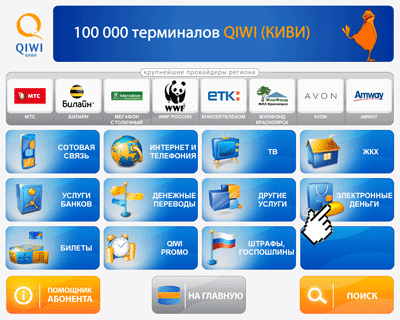 QIWI
КИВИ
100 000 терминалов QIWI (КИВИ)
крупнейшие провайдеры региона
МТС
Билайн
МегаФон
WWF
ЕТК:
ЖилФонд
AVON
Amway
МТС
БИЛАЙН
МЕГАФОН
СТОЛИЧНЫЙ
WWF РОССИИ
ЕНИСЕЙТЕЛЕКОМ
ЖИЛФОНД
КРАСНОЯРСК
AVON
AMWAY
СОТОВАЯ
СВЯЗЬ
ИНТЕРНЕТ И
ТЕЛЕФОНИЯ
ТВ
ЖКХ
УСЛУГИ
БАНКОВ
ДЕНЕЖНЫЕ
ПЕРЕВОДЫ
ДРУГИЕ
УСЛУГИ
ЭЛЕКТРОННЫЕ
ДЕНЬГИ
БИЛЕТЫ
QIWI
PROMO
ШТРАФЫ,
ГОСПОШЛИНЫ
ПОМОЩНИК
АБОНЕНТА
НА ГЛАВНУЮ
ПОИСК